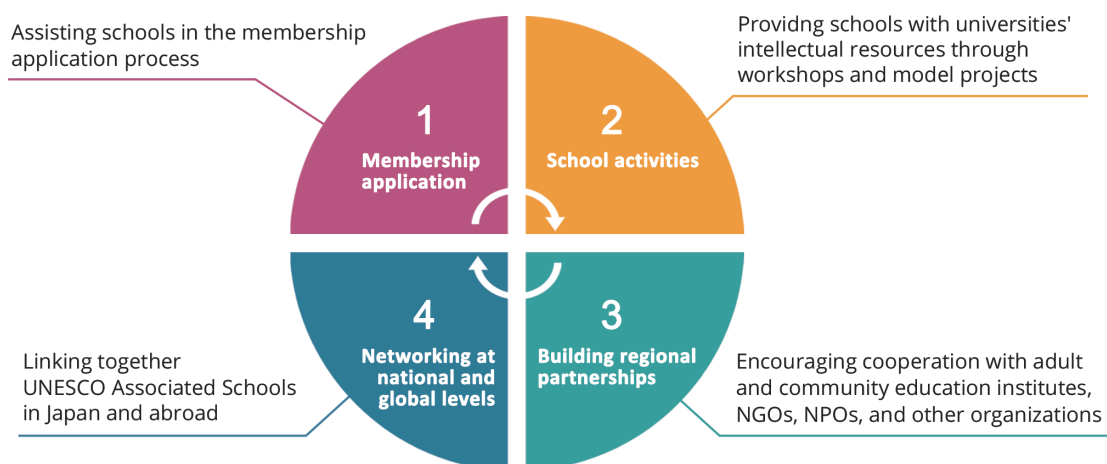 Assisting schools in the membership
application process
1
Membership
application
Providng schools with universities'
intellectual resources through
workshops and model projects
2
School activities
3
Building regional
partnerships
Encouraging cooperation with adult
and community education institutes,
NGOs, NPOs, and other organizations
4
Networking at
national and
global levels
Linking together
UNESCO Associated Schools
in Japan and abroad